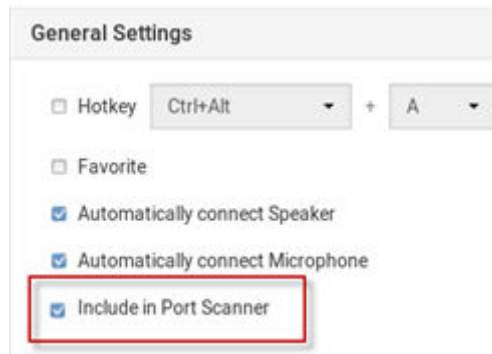 General Settings
Hotkey Ctrl+Alt + A
Favorite
Automatically connect Speaker
Automatically connect Microphone
Include in Port Scanner